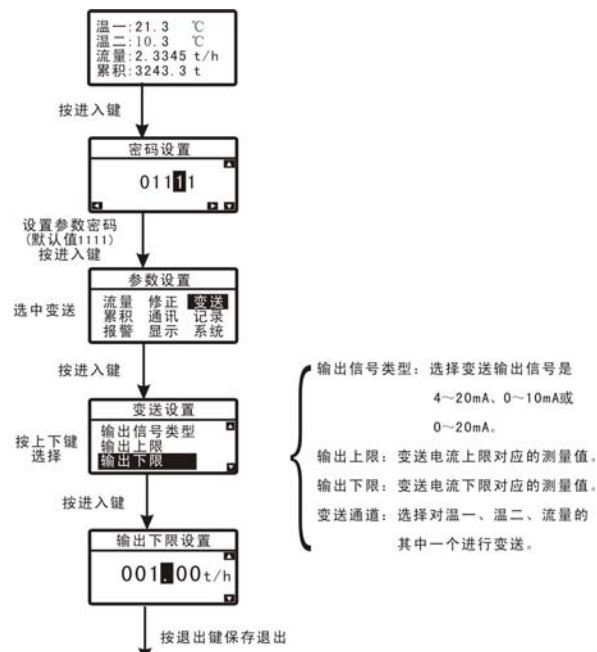 温一:21.3 ℃
温二:10.3 ℃
流量:2.3345 t/h
累积:3243.3 t
按进入键
密码设置
01111
设置参数密码
(默认值1111)
按进入键
参数设置
流量 修正 变送
累积 通讯 记录
报警 显示 系统
选中变送
按进入键
变送设置
输出信号类型
输出上限
输出下限
按上下键
选择
按进入键
输出下限设置
001.00t/h
按退出键保存退出
输出信号类型：选择变送输出信号是
4～20mA、0～10mA或
0～20mA。
输出上限：变送电流上限对应的测量值。
输出下限：变送电流下限对应的测量值。
变送通道：选择对温一、温二、流量的
其中一个进行变送。